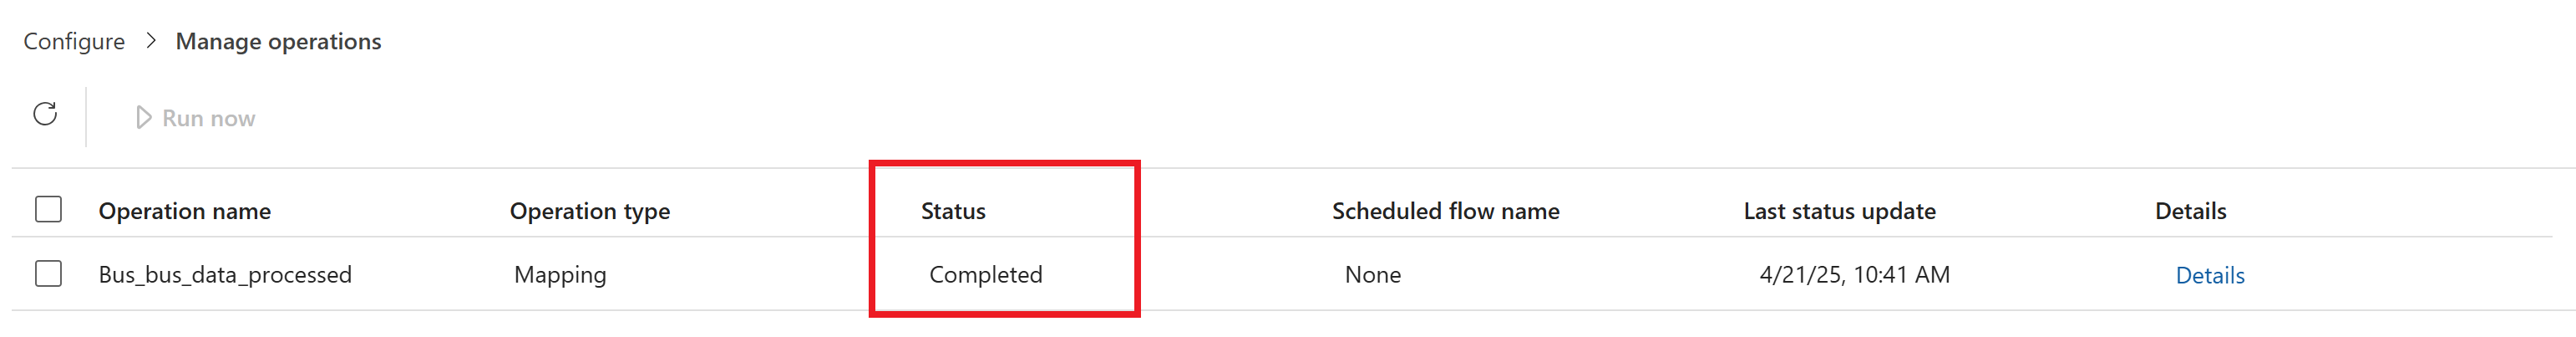 Configure > Manage operations
Run now
Operation name Operation type Status Scheduled flow name Last status update Details
Bus_bus_data_processed Mapping Completed None 4/21/25, 10:41 AM Details